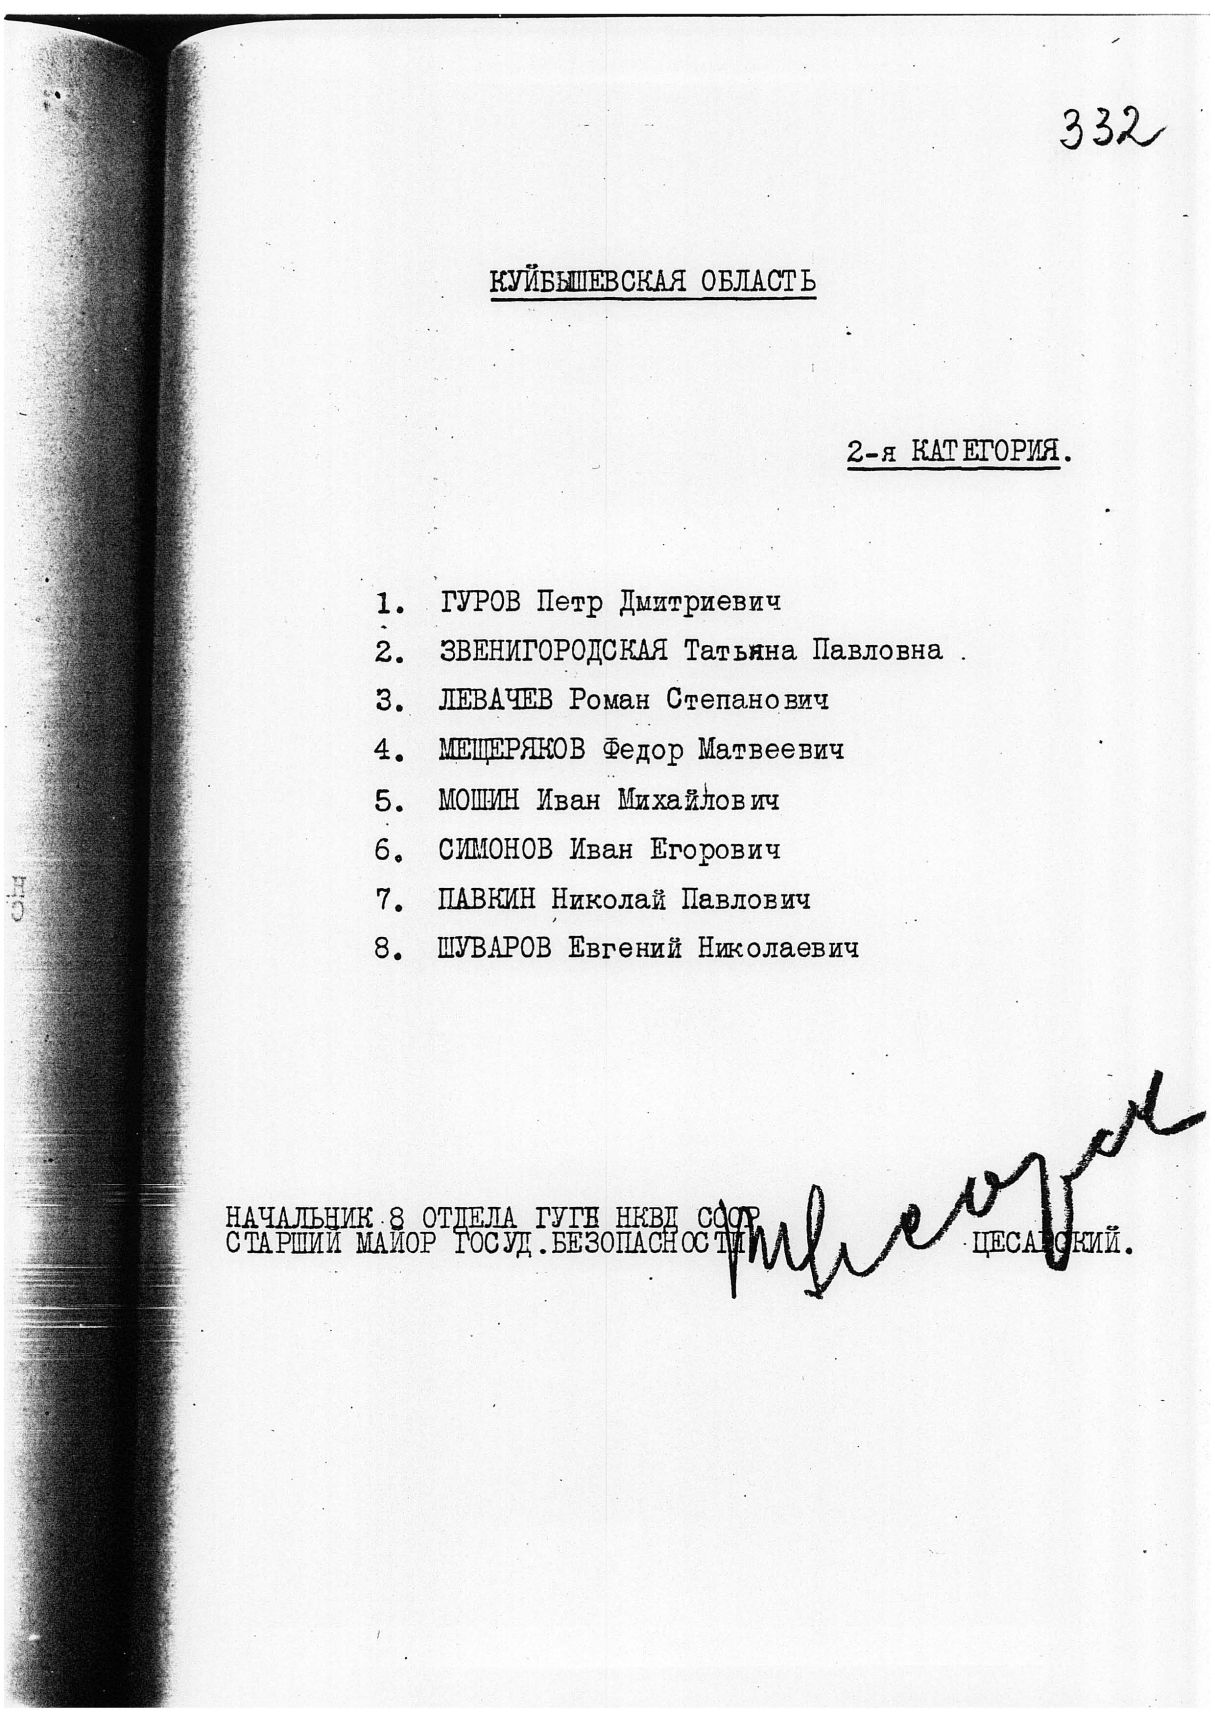 332
КУЙБЫШЕВСКАЯ ОБЛАСТЬ
2-я КАТЕГОРИЯ.
1. ГУРОВ Петр Дмитриевич
2. ЗВЕНИГОРОДСКАЯ Татьяна Павловна .
3. ЛЕВАЧЕВ Роман Степанович
4. МЕЩЕРЯКОВ Федор Матвеевич
5. МОШИН Иван Михайлович
6. СИМОНОВ Иван Егорович
7. ПАВКИН Николай Павлович
8. ШУВАРОВ Евгений Николаевич
НАЧАЛЬНИК 8 ОТДЕЛА ГУГБ НКВД СССР
СТАРШИЙ МАЙОР ГОСУД.БЕЗОПАСНОСТИ ЦЕСАРСКИЙ.